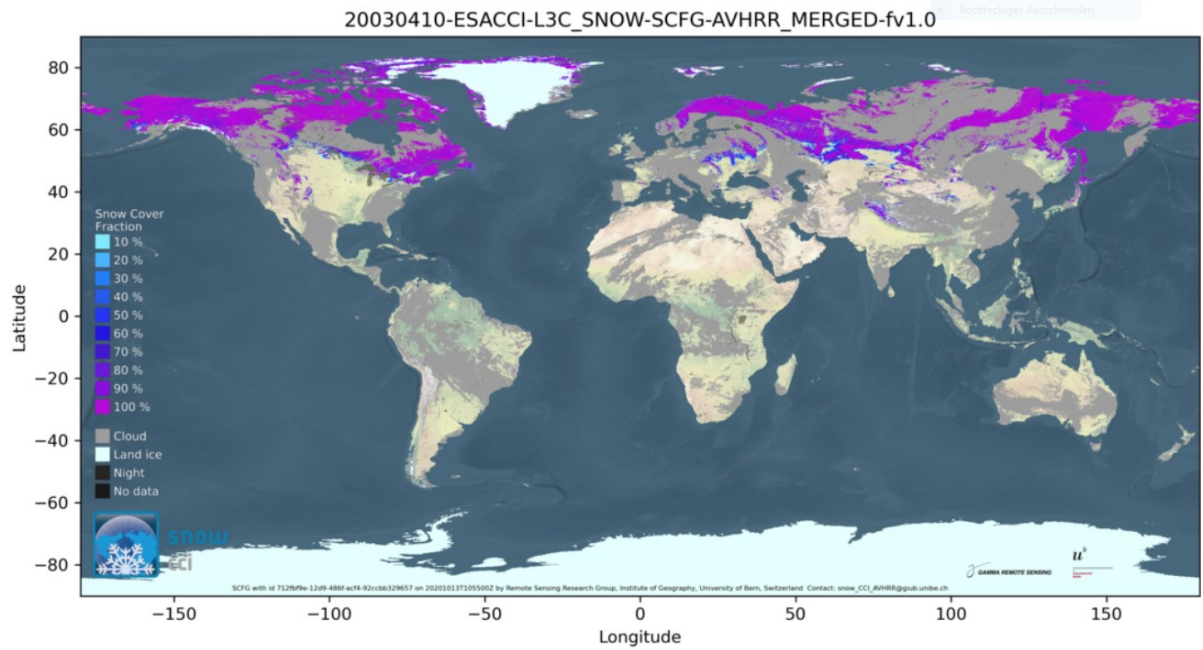 Rechteckiges Ausschneiden
20030410-ESACCI-L3C_SNOW-SCFG-AVHRR_MERGED-fv1.0
80
60
40
20
0
−20
−40
−60
−80
Latitude
Snow Cover
Fraction
10 %
20 %
30 %
40 %
50 %
60 %
70 %
80 %
90 %
100 %
Cloud
Land ice
Night
No data
snow
cci
GAMMA REMOTE SENSING
u^b
SCFG with id 712fbf9e-12d9-486f-acf4-92ccbb329657 on 20201013T105500Z by Remote Sensing Research Group, Institute of Geography, University of Bern, Switzerland Contact: snow_CCI_AVHRR@giub.unibe.ch
−150
−100
−50
0
50
100
150
Longitude